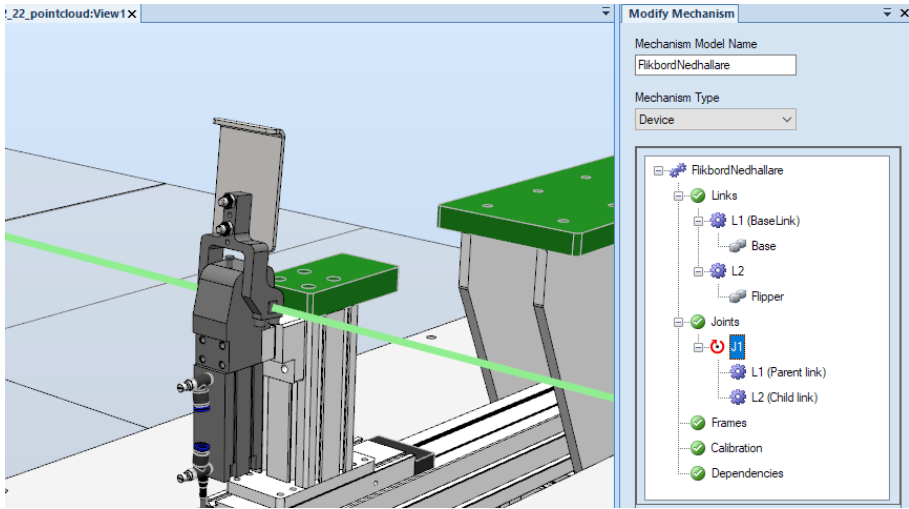 2_22_pointcloud:View1
Modify Mechanism
Mechanism Model Name
FlikbordNedhallare
Mechanism Type
Device
FlikbordNedhallare
Links
L1 (BaseLink)
Base
L2
Flipper
Joints
J1
L1 (Parent link)
L2 (Child link)
Frames
Calibration
Dependencies